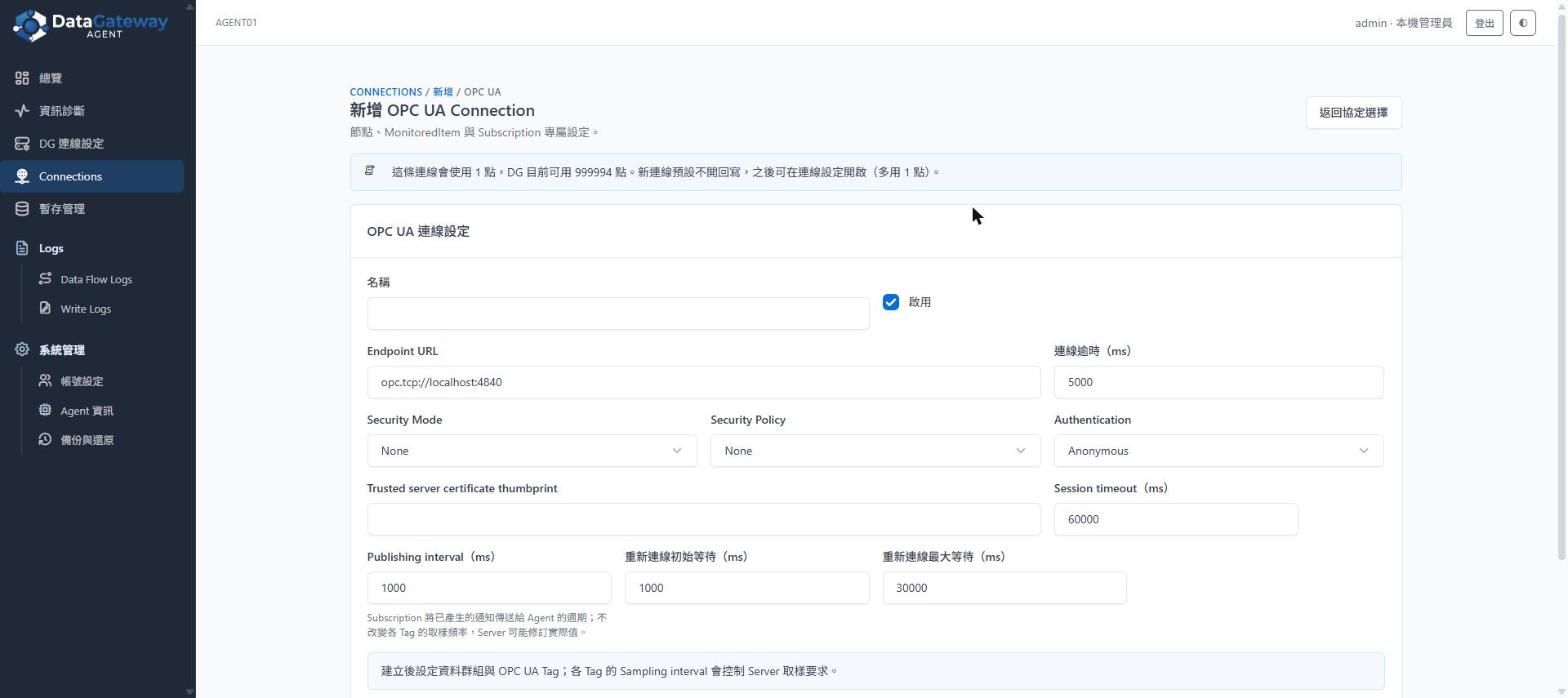 DataGateway
AGENT
總覽
資訊診斷
DG 連線設定
Connections
暫存管理
Logs
Data Flow Logs
Write Logs
系統管理
帳號設定
Agent 資訊
備份與還原
AGENT01
admin · 本機管理員
登出
CONNECTIONS / 新增 / OPC UA
新增 OPC UA Connection
節點、MonitoredItem 與 Subscription 專屬設定。
返回協定選擇
這條連線會使用 1 點，DG 目前可用 999994 點。新連線預設不開回寫，之後可在連線設定開啟（多用 1 點）。
OPC UA 連線設定
名稱
啟用
Endpoint URL
連線逾時（ms）
opc.tcp://localhost:4840
5000
Security Mode
Security Policy
Authentication
None
None
Anonymous
Trusted server certificate thumbprint
Session timeout（ms）
60000
Publishing interval（ms）
重新連線初始等待（ms）
重新連線最大等待（ms）
1000
1000
30000
Subscription 將已產生的通知傳送給 Agent 的週期；不
改變各 Tag 的取樣頻率，Server 可能修訂實際值。
建立後設定資料群組與 OPC UA Tag；各 Tag 的 Sampling interval 會控制 Server 取樣要求。